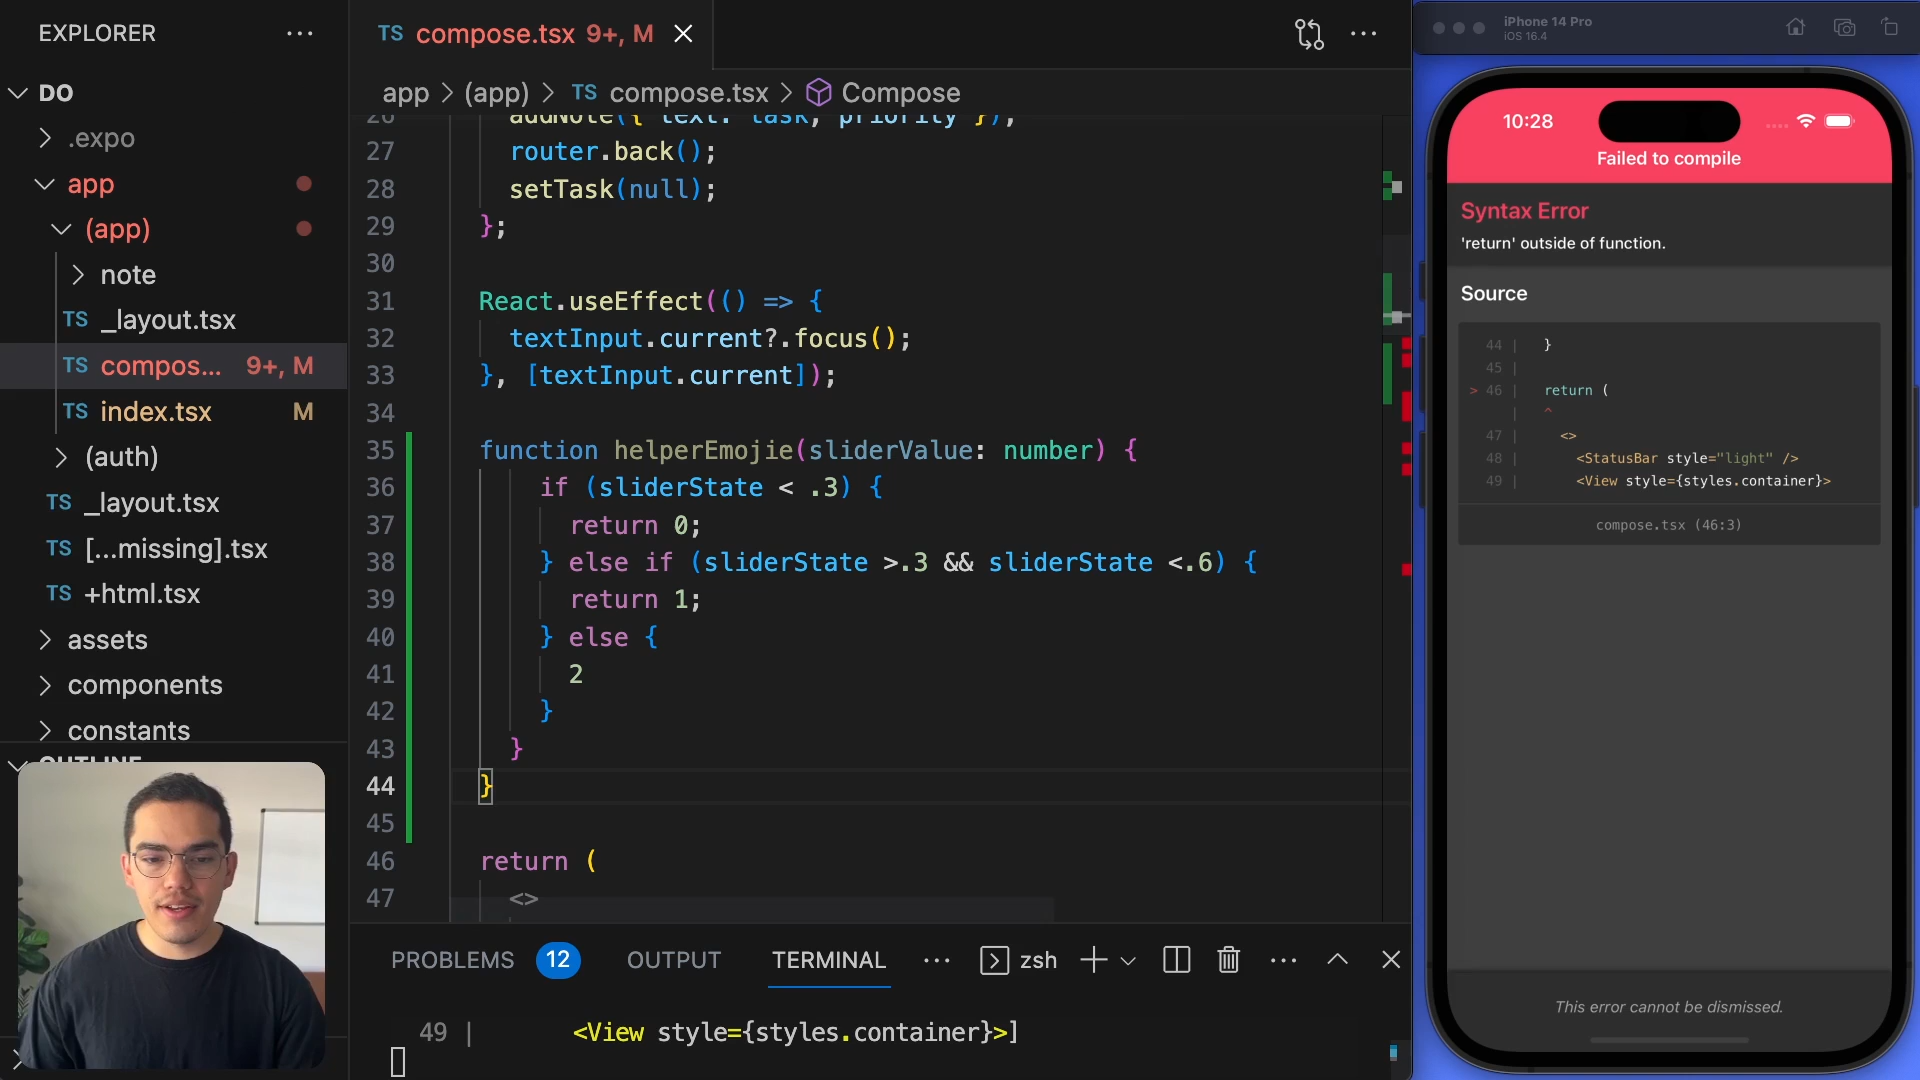 EXPLORER
DO
.expo
app
(app)
note
TS _layout.tsx
TS compos... 9+, M
TS index.tsx M
(auth)
TS _layout.tsx
TS [...missing].tsx
TS +html.tsx
assets
components
constants
OUTLINE
TS compose.tsx 9+, M
app > (app) > TS compose.tsx > Compose
26 addNote({ text: task, priority });
27 router.back();
28 setTask(null);
29 };
30
31 React.useEffect(() => {
32 textInput.current?.focus();
33 }, [textInput.current]);
34
35 function helperEmojie(sliderValue: number) {
36 if (sliderState < .3) {
37 return 0;
38 } else if (sliderState >.3 && sliderState <.6) {
39 return 1;
40 } else {
41 2
42 }
43 }
44 }
45
46 return (
47 <>
PROBLEMS 12 OUTPUT TERMINAL zsh
49 | <View style={styles.container}>]
iPhone 14 Pro
iOS 16.4
10:28
Failed to compile
Syntax Error
'return' outside of function.
Source
44 | }
45 |
> 46 | return (
| ^
47 | <>
48 | <StatusBar style="light" />
49 | <View style={styles.container}>
compose.tsx (46:3)
This error cannot be dismissed.